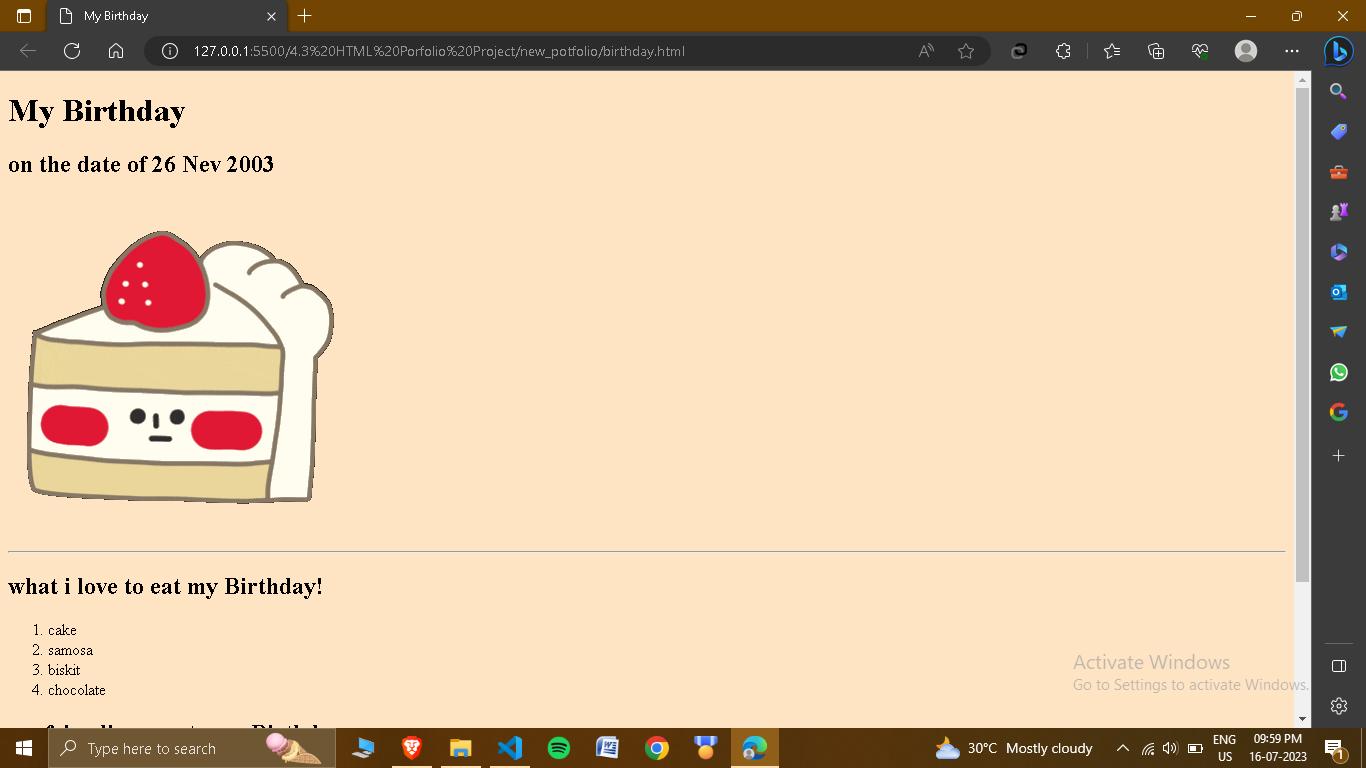 My Birthday
127.0.0.1:5500/4.3%20HTML%20Porfolio%20Project/new_potfolio/birthday.html
My Birthday
on the date of 26 Nev 2003
what i love to eat my Birthday!
1. cake
2. samosa
3. biskit
4. chocolate
Activate Windows
Go to Settings to activate Windows.
Type here to search
30°C Mostly cloudy
ENG
US
09:59 PM
16-07-2023
1